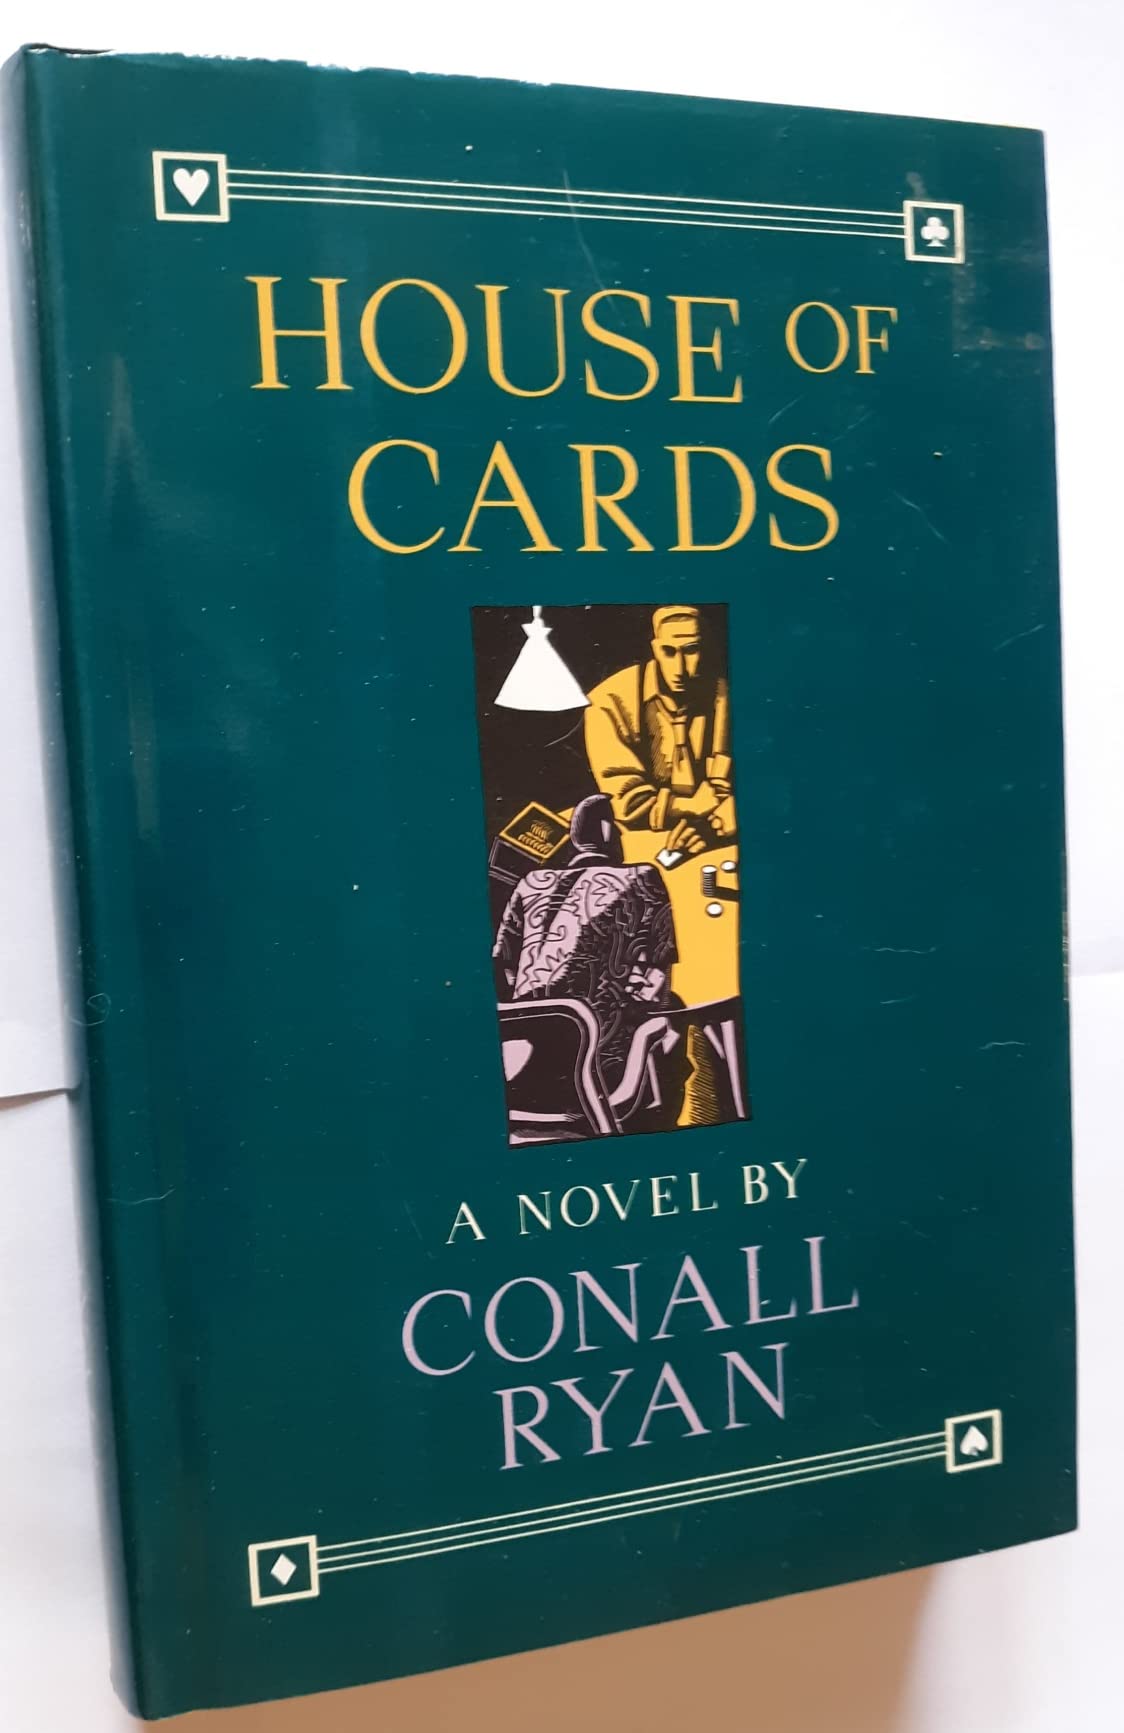 HOUSE OF
CARDS
A NOVEL BY
CONALL
RYAN